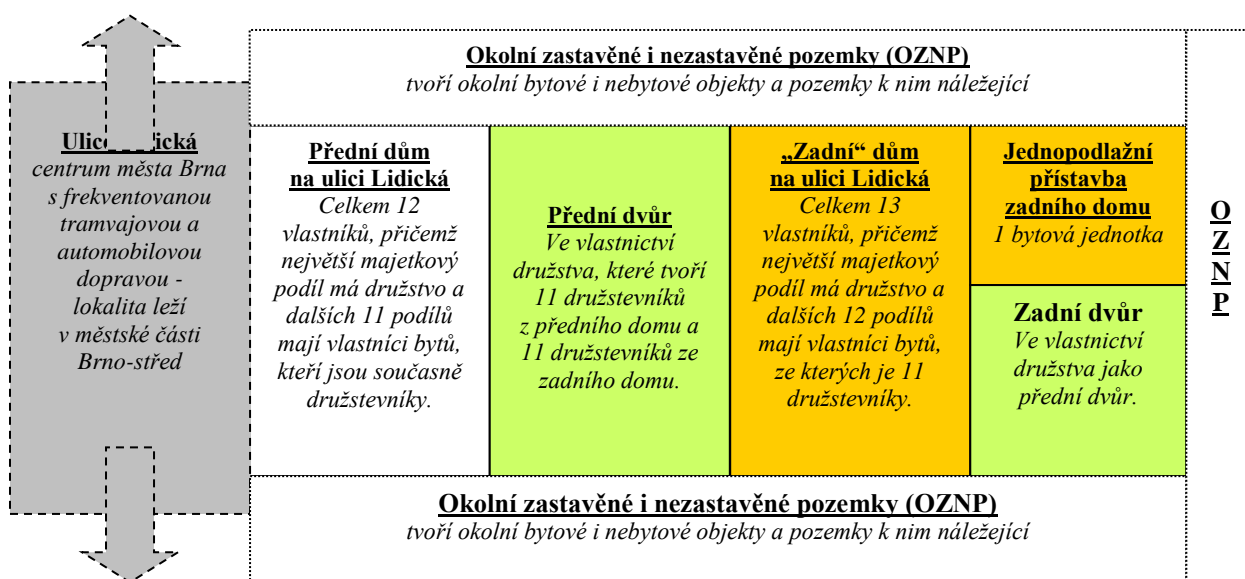 Okolní zastavěné i nezastavěné pozemky (OZNP)
tvoří okolní bytové i nebytové objekty a pozemky k nim náležející
centrum města Brna
s frekventovanou
tramvajovou a
automobilovou
dopravou -
lokalita leží
v městské části
Brno-střed
Přední dům
na ulici Lidická
Celkem 12
vlastníků, přičemž
největší majetkový
podíl má družstvo a
dalších 11 podílů
mají vlastníci bytů,
kteří jsou současně
družstevníky.
Přední dvůr
Ve vlastnictví
družstva, které tvoří
11 družstevníků
z předního domu a
11 družstevníků ze
zadního domu.
„Zadní“ dům
na ulici Lidická
Celkem 13
vlastníků, přičemž
největší majetkový
podíl má družstvo a
dalších 12 podílů
mají vlastníci bytů,
ze kterých je 11
družstevníky.
Jednopodlažní
přístavba
zadního domu
1 bytová jednotka
Zadní dvůr
Ve vlastnictví
družstva jako
přední dvůr.
O
Z
N
P
Okolní zastavěné i nezastavěné pozemky (OZNP)
tvoří okolní bytové i nebytové objekty a pozemky k nim náležející